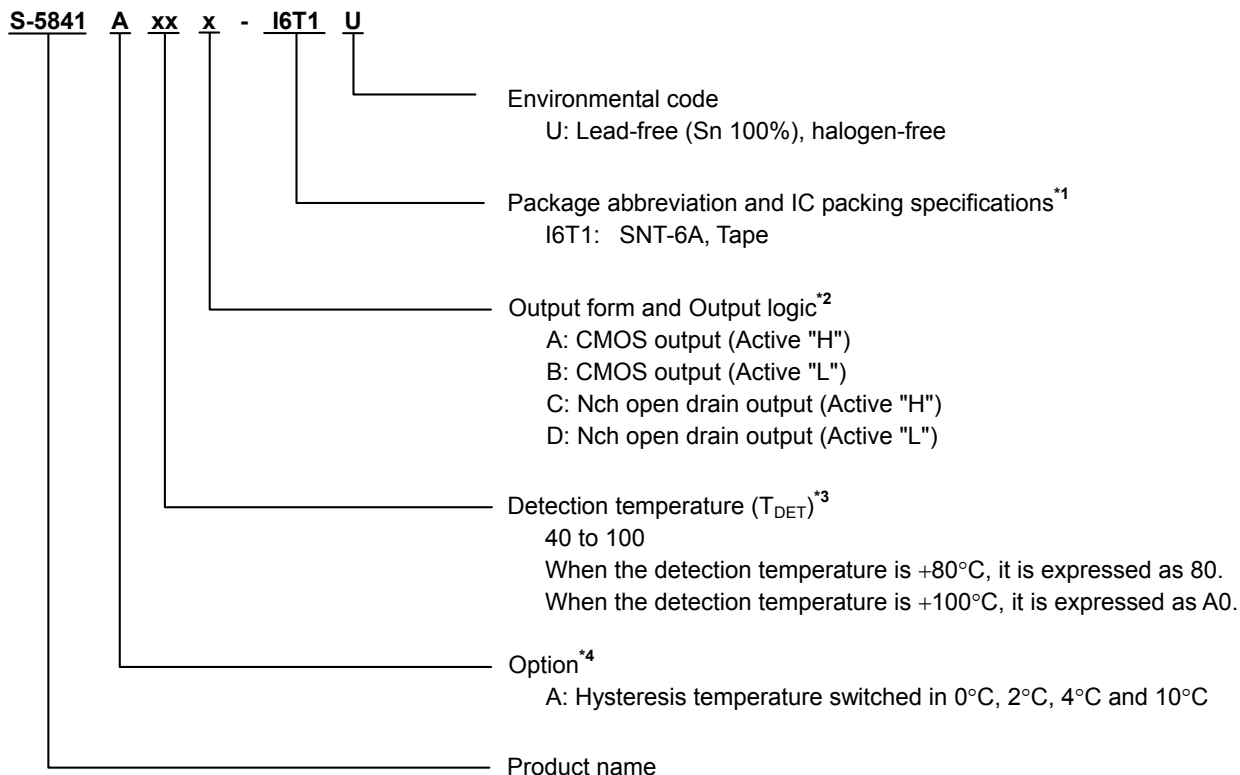 S-5841 A xx x - I6T1 U
Environmental code
U: Lead-free (Sn 100%), halogen-free
Package abbreviation and IC packing specifications*1
I6T1: SNT-6A, Tape
Output form and Output logic*2
A: CMOS output (Active "H")
B: CMOS output (Active "L")
C: Nch open drain output (Active "H")
D: Nch open drain output (Active "L")
Detection temperature (TDET)*3
40 to 100
When the detection temperature is +80°C, it is expressed as 80.
When the detection temperature is +100°C, it is expressed as A0.
Option*4
A: Hysteresis temperature switched in 0°C, 2°C, 4°C and 10°C
Product name